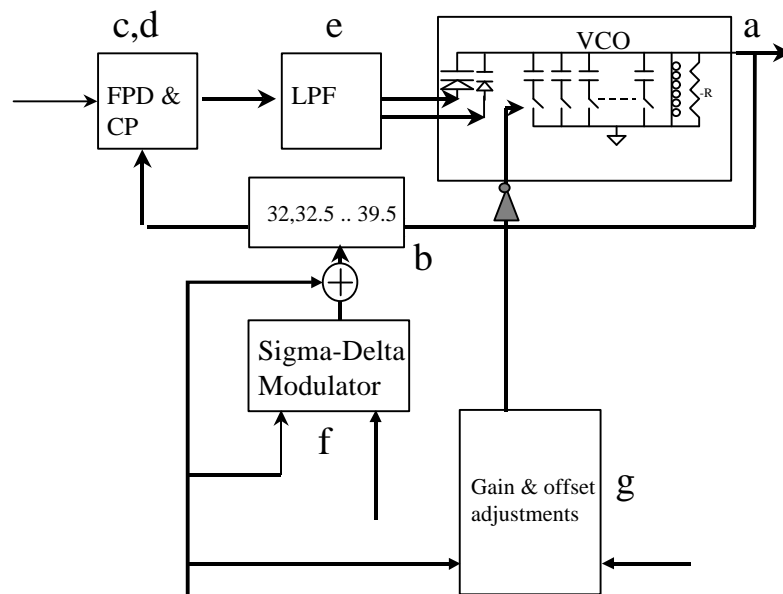 c,d
e
a
VCO
FPD &
CP
LPF
-R
32,32.5 .. 39.5
b
Sigma-Delta
Modulator
f
Gain & offset
adjustments
g